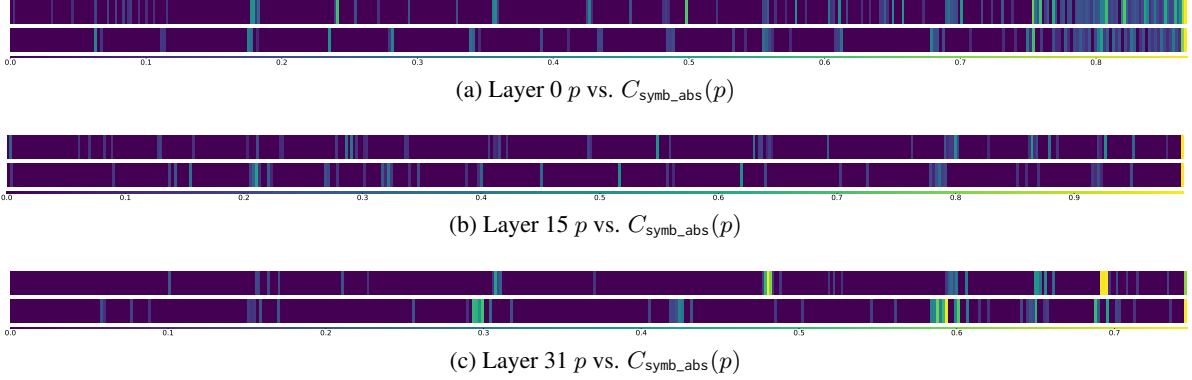 0.0 0.1 0.2 0.3 0.4 0.5 0.6 0.7 0.8
(a) Layer 0 p vs. C_symb_abs(p)
0.0 0.1 0.2 0.3 0.4 0.5 0.6 0.7 0.8 0.9
(b) Layer 15 p vs. C_symb_abs(p)
0.0 0.1 0.2 0.3 0.4 0.5 0.6 0.7
(c) Layer 31 p vs. C_symb_abs(p)